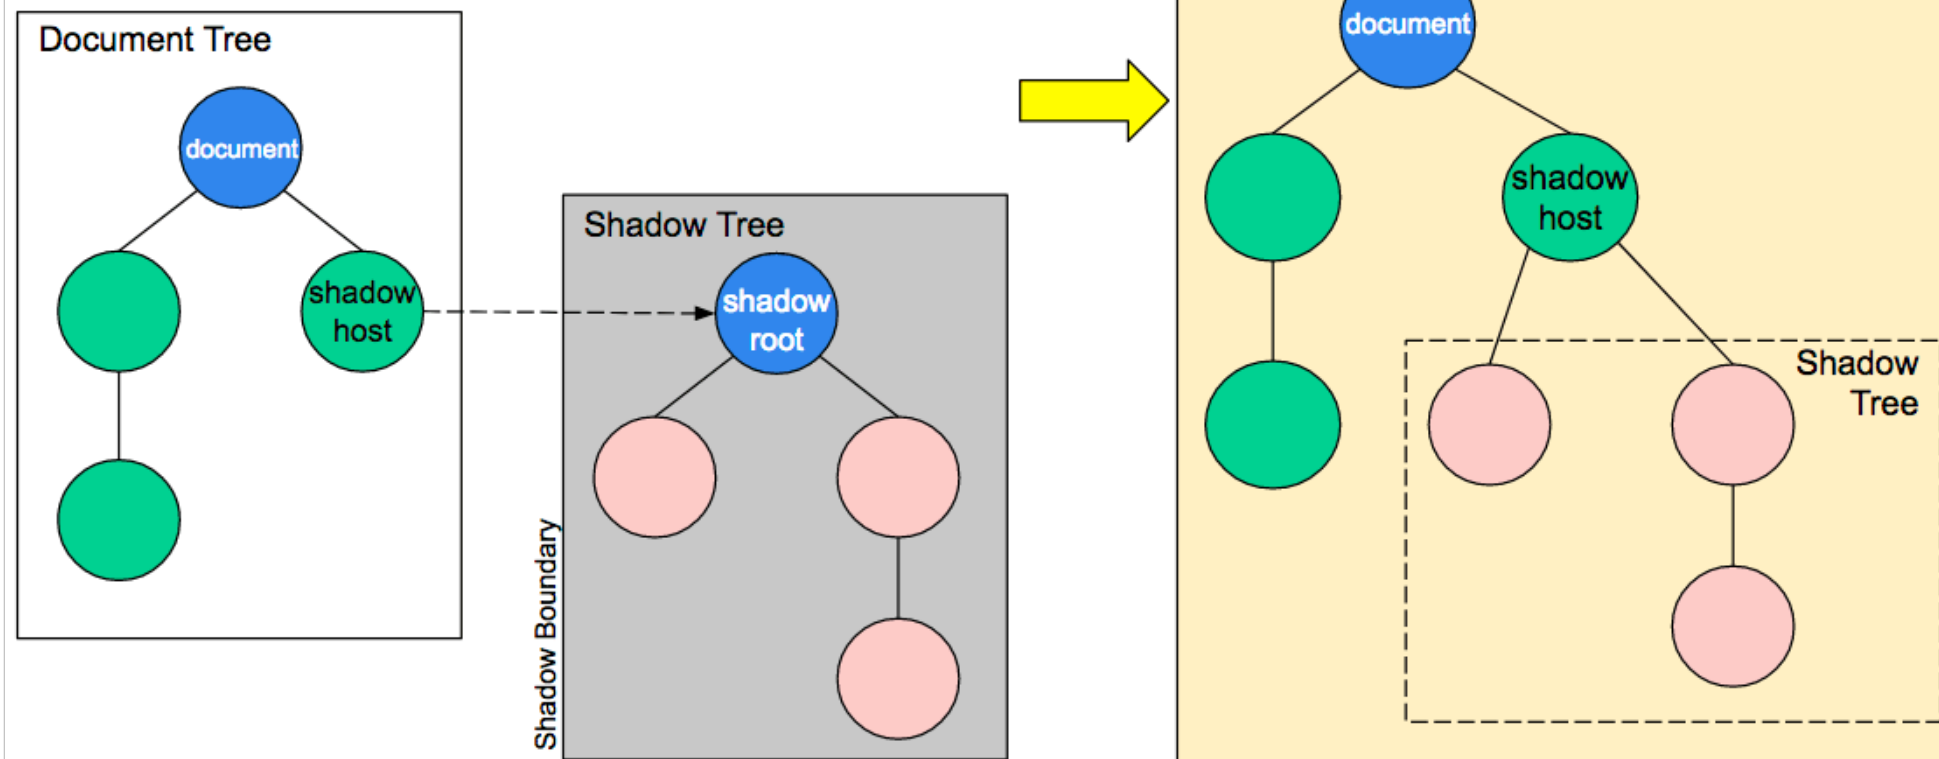 Document Tree
document
shadow
host
Shadow Tree
shadow
root
Shadow Boundary
document
shadow
host
Shadow
Tree